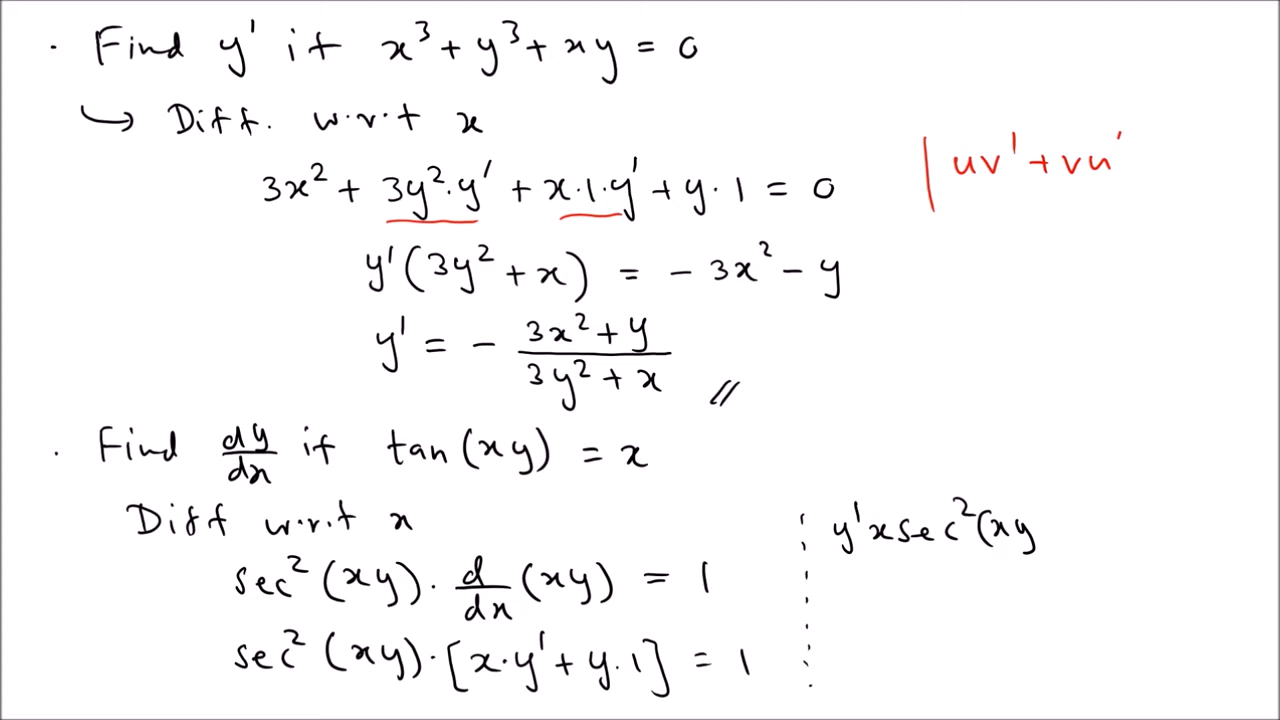 · Find y' if x³ + y³ + xy = 0
↳ Diff. w.r.t x
3x² + 3y²·y' + x·1·y' + y·1 = 0
| uv' + vu'
y'(3y² + x) = - 3x² - y
y' = - (3x² + y)/(3y² + x) //
· Find dy/dx if tan(xy) = x
Diff w.r.t x
sec²(xy)· d/dx (xy) = 1
sec²(xy)·[x·y' + y·1] = 1
y'x sec²(xy